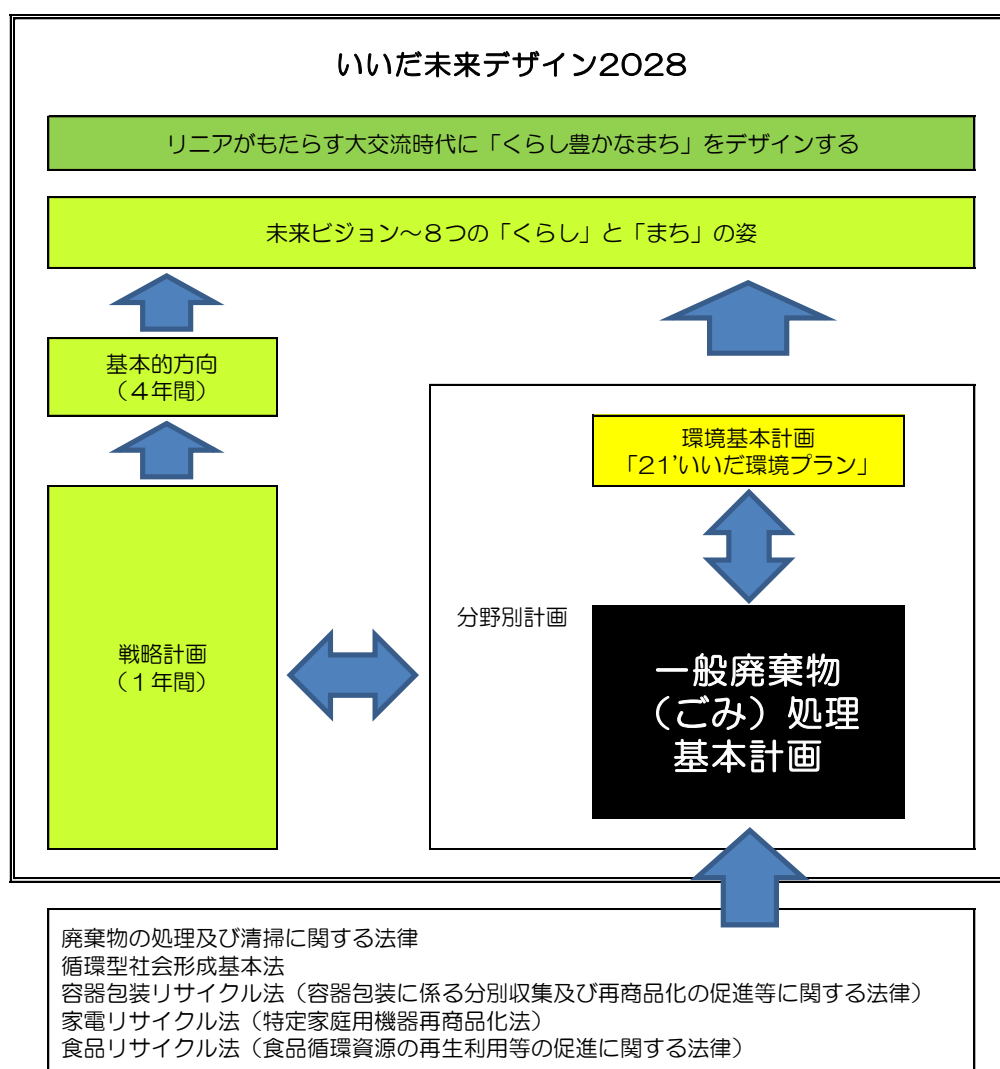 いいだ未来デザイン2028
リニアがもたらす大交流時代に「くらし豊かなまち」をデザインする
未来ビジョン～８つの「くらし」と「まち」の姿
基本的方向
（４年間）
環境基本計画
「21’いいだ環境プラン」
分野別計画
戦略計画
（１年間）
一般廃棄物
（ごみ）処理
基本計画
廃棄物の処理及び清掃に関する法律
循環型社会形成基本法
容器包装リサイクル法（容器包装に係る分別収集及び再商品化の促進等に関する法律）
家電リサイクル法（特定家庭用機器再商品化法）
食品リサイクル法（食品循環資源の再生利用等の促進に関する法律）